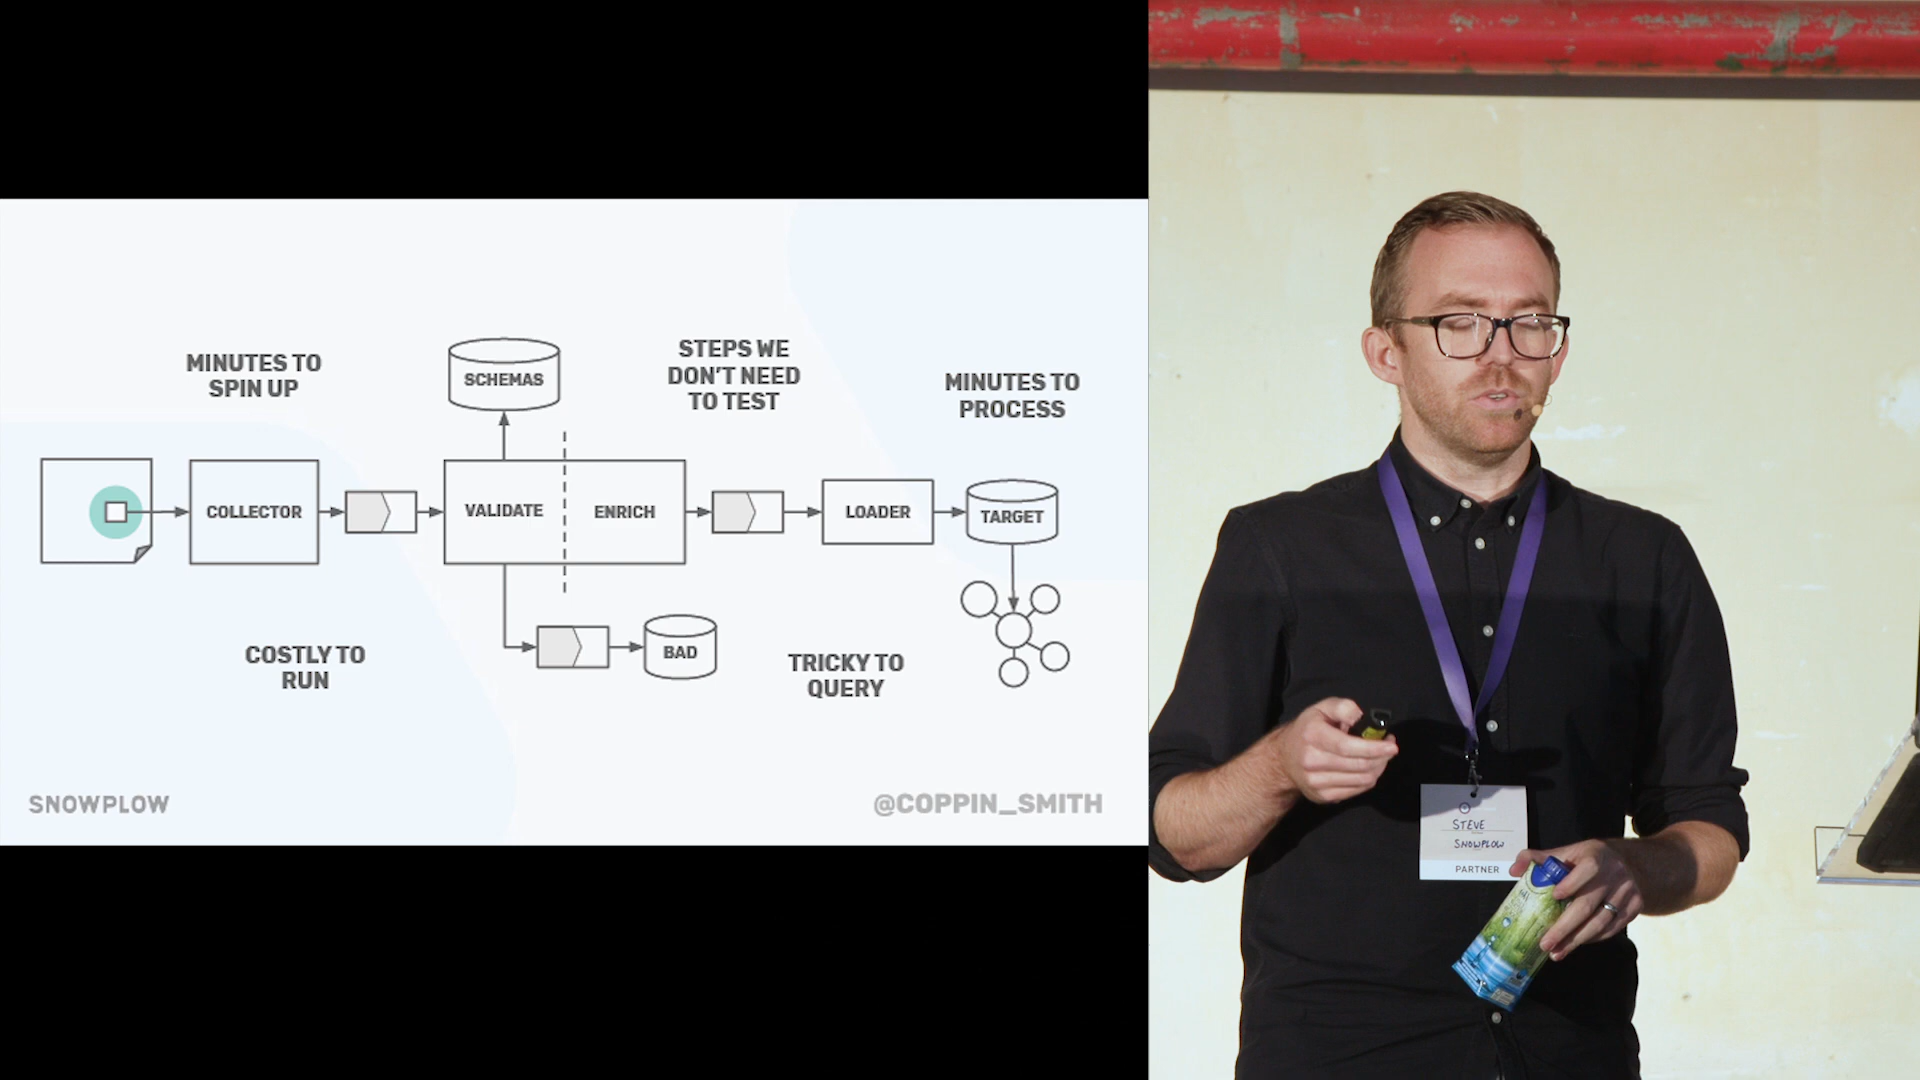 MINUTES TO
SPIN UP
SCHEMAS
STEPS WE
DON'T NEED
TO TEST
MINUTES TO
PROCESS
COLLECTOR
VALIDATE
ENRICH
LOADER
TARGET
COSTLY TO
RUN
BAD
TRICKY TO
QUERY
SNOWPLOW
@COPPIN_SMITH
STEVE
SNOWPLOW
PARTNER